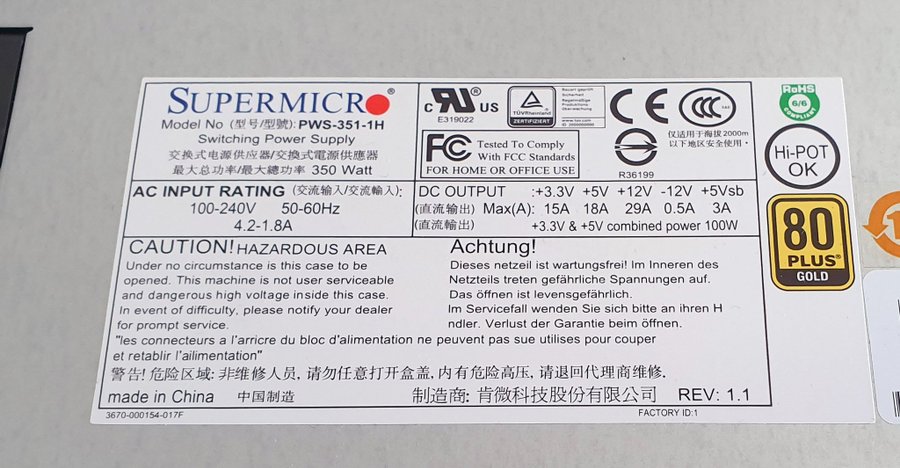 SUPERMICRO®
Model No (型号/型號): PWS-351-1H
Switching Power Supply
交换式电源供应器/交換式電源供應器
最大总功率/最大總功率 350 Watt
c RU® US
E319022
TÜVRheinland
ZERTIFIZIERT
Bauart geprüft
Sicherheit
Regelmäßige
Produktions-
überwachung
www.tuv.com
CE
CCC
S&E
FC Tested To Comply
With FCC Standards
FOR HOME OR OFFICE USE
R36199
仅适用于海拔2000m
以下地区安全使用.
RoHS
6/6
COMPLIANT
Hi-POT
OK
80
PLUS®
GOLD
AC INPUT RATING (交流输入/交流輸入):
100-240V 50-60Hz
4.2-1.8A
DC OUTPUT :+3.3V +5V +12V -12V +5Vsb
(直流输出) Max(A): 15A 18A 29A 0.5A 3A
(直流輸出) +3.3V & +5V combined power 100W
CAUTION! HAZARDOUS AREA
Under no circumstance is this case to be
opened. This machine is not user serviceable
and dangerous high voltage inside this case.
In event of difficulty, please notify your dealer
for prompt service.
Achtung!
Dieses netzeil ist wartungsfrei! Im Inneren des
Netzteils treten gefährliche Spannungen auf.
Das öffnen ist levensgefährlich.
Im Servicefall wenden Sie sich bitte an ihren H
ndler. Verlust der Garantie beim öffnen.
"les connecteurs a l'arricre du bloc d'alimentation ne peuvent pas sue utilises pour couper
et retablir l'ailimentation"
警告! 危险区域: 非维修人员, 请勿任意打开盒盖, 内有危险高压, 请退回代理商维修.
made in China 中国制造
制造商: 肯微科技股份有限公司 REV: 1.1
3670-000154-017F
FACTORY ID:1